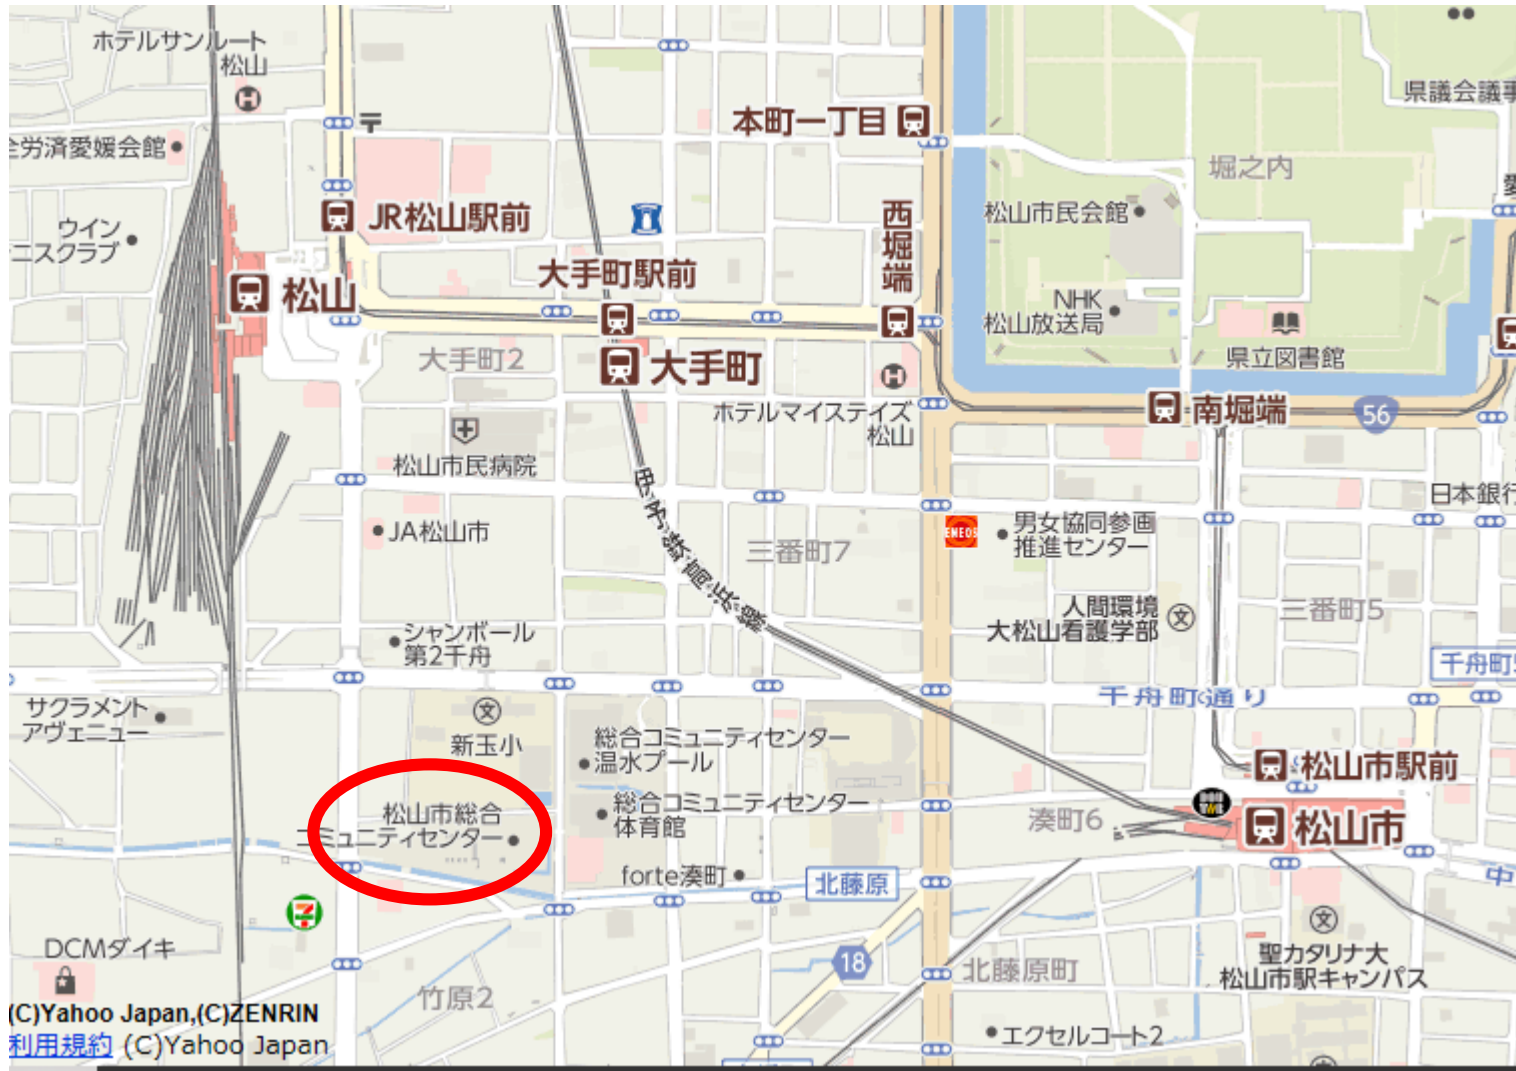 ホテルサンルート
松山
本町一丁目
県議会議事
全労済愛媛会館
堀之内
松山市民会館
JR松山駅前
西堀端
ウイン
ニスクラブ
大手町駅前
松山
NHK
松山放送局
県立図書館
大手町2
大手町
ホテルマイステイズ
松山
南堀端
56
松山市民病院
伊予鉄高浜線
日本銀行
JA松山市
ENEOS
男女協同参画
推進センター
三番町7
人間環境
大松山看護学部
三番町5
シャンボール
第2千舟
千舟町5
千舟町通り
サクラメント
アヴェニュー
新玉小
総合コミュニティセンター
温水プール
松山市駅前
松山市総合
コミュニティセンター
総合コミュニティセンター
体育館
湊町6
松山市
forte湊町
北藤原
中
7
DCMダイキ
18
北藤原町
聖カタリナ大
松山市駅キャンパス
竹原2
(C)Yahoo Japan,(C)ZENRIN
利用規約 (C)Yahoo Japan
エクセルコート2